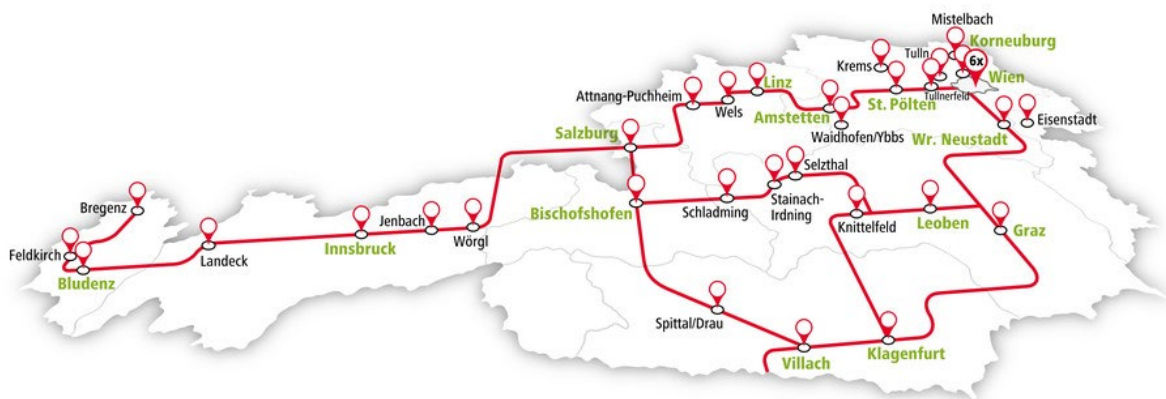 Mistelbach
Korneuburg
Tulln
6x
Krems
Wien
Linz
Attnang-Puchheim
Wels
St. Pölten
Tullnerfeld
Amstetten
Eisenstadt
Salzburg
Waidhofen/Ybbs
Wr. Neustadt
Selzthal
Bregenz
Bischofshofen
Schladming
Stainach-
Irdning
Jenbach
Knittelfeld
Leoben
Graz
Innsbruck
Wörgl
Feldkirch
Landeck
Bludenz
Spittal/Drau
Villach
Klagenfurt